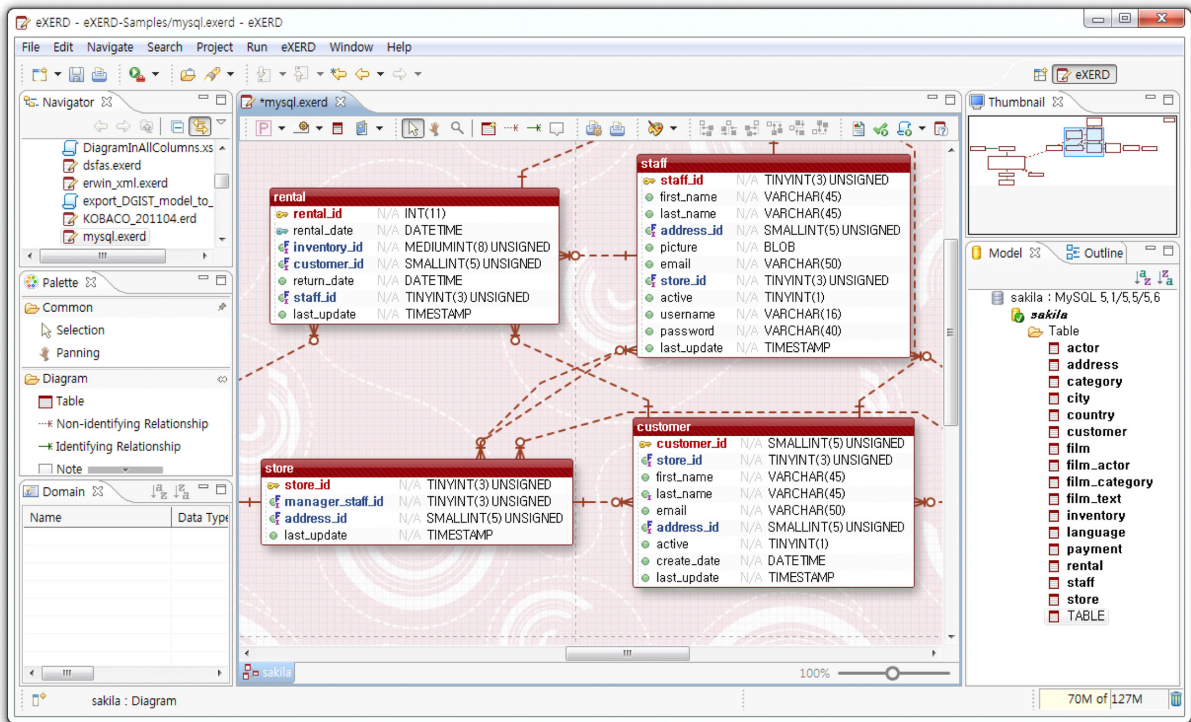 eXERD - eXERD-Samples/mysql.exerd - eXERD
File Edit Navigate Search Project Run eXERD Window Help
eXERD
Navigator
DiagramInAllColumns.xs
dsfas.exerd
erwin_xml.exerd
export_DGIST_model_to_
KOBACO_201104.erd
mysql.exerd
Palette
Common
Selection
Panning
Diagram
Table
Non-identifying Relationship
Identifying Relationship
Note
Domain
Name Data Type
*mysql.exerd
rental
rental_id N/A INT(11)
rental_date N/A DATETIME
inventory_id N/A MEDIUMINT(8) UNSIGNED
customer_id N/A SMALLINT(5) UNSIGNED
return_date N/A DATETIME
staff_id N/A TINYINT(3) UNSIGNED
last_update N/A TIMESTAMP
staff
staff_id N/A TINYINT(3) UNSIGNED
first_name N/A VARCHAR(45)
last_name N/A VARCHAR(45)
address_id N/A SMALLINT(5) UNSIGNED
picture N/A BLOB
email N/A VARCHAR(50)
store_id N/A TINYINT(3) UNSIGNED
active N/A TINYINT(1)
username N/A VARCHAR(16)
password N/A VARCHAR(40)
last_update N/A TIMESTAMP
store
store_id N/A TINYINT(3) UNSIGNED
manager_staff_id N/A TINYINT(3) UNSIGNED
address_id N/A SMALLINT(5) UNSIGNED
last_update N/A TIMESTAMP
customer
customer_id N/A SMALLINT(5) UNSIGNED
store_id N/A TINYINT(3) UNSIGNED
first_name N/A VARCHAR(45)
last_name N/A VARCHAR(45)
email N/A VARCHAR(50)
address_id N/A SMALLINT(5) UNSIGNED
active N/A TINYINT(1)
create_date N/A DATETIME
last_update N/A TIMESTAMP
sakila
100%
Thumbnail
Model Outline
sakila : MySQL 5,1/5,5/5,6
sakila
Table
actor
address
category
city
country
customer
film
film_actor
film_category
film_text
inventory
language
payment
rental
staff
store
TABLE
sakila : Diagram
70M of 127M